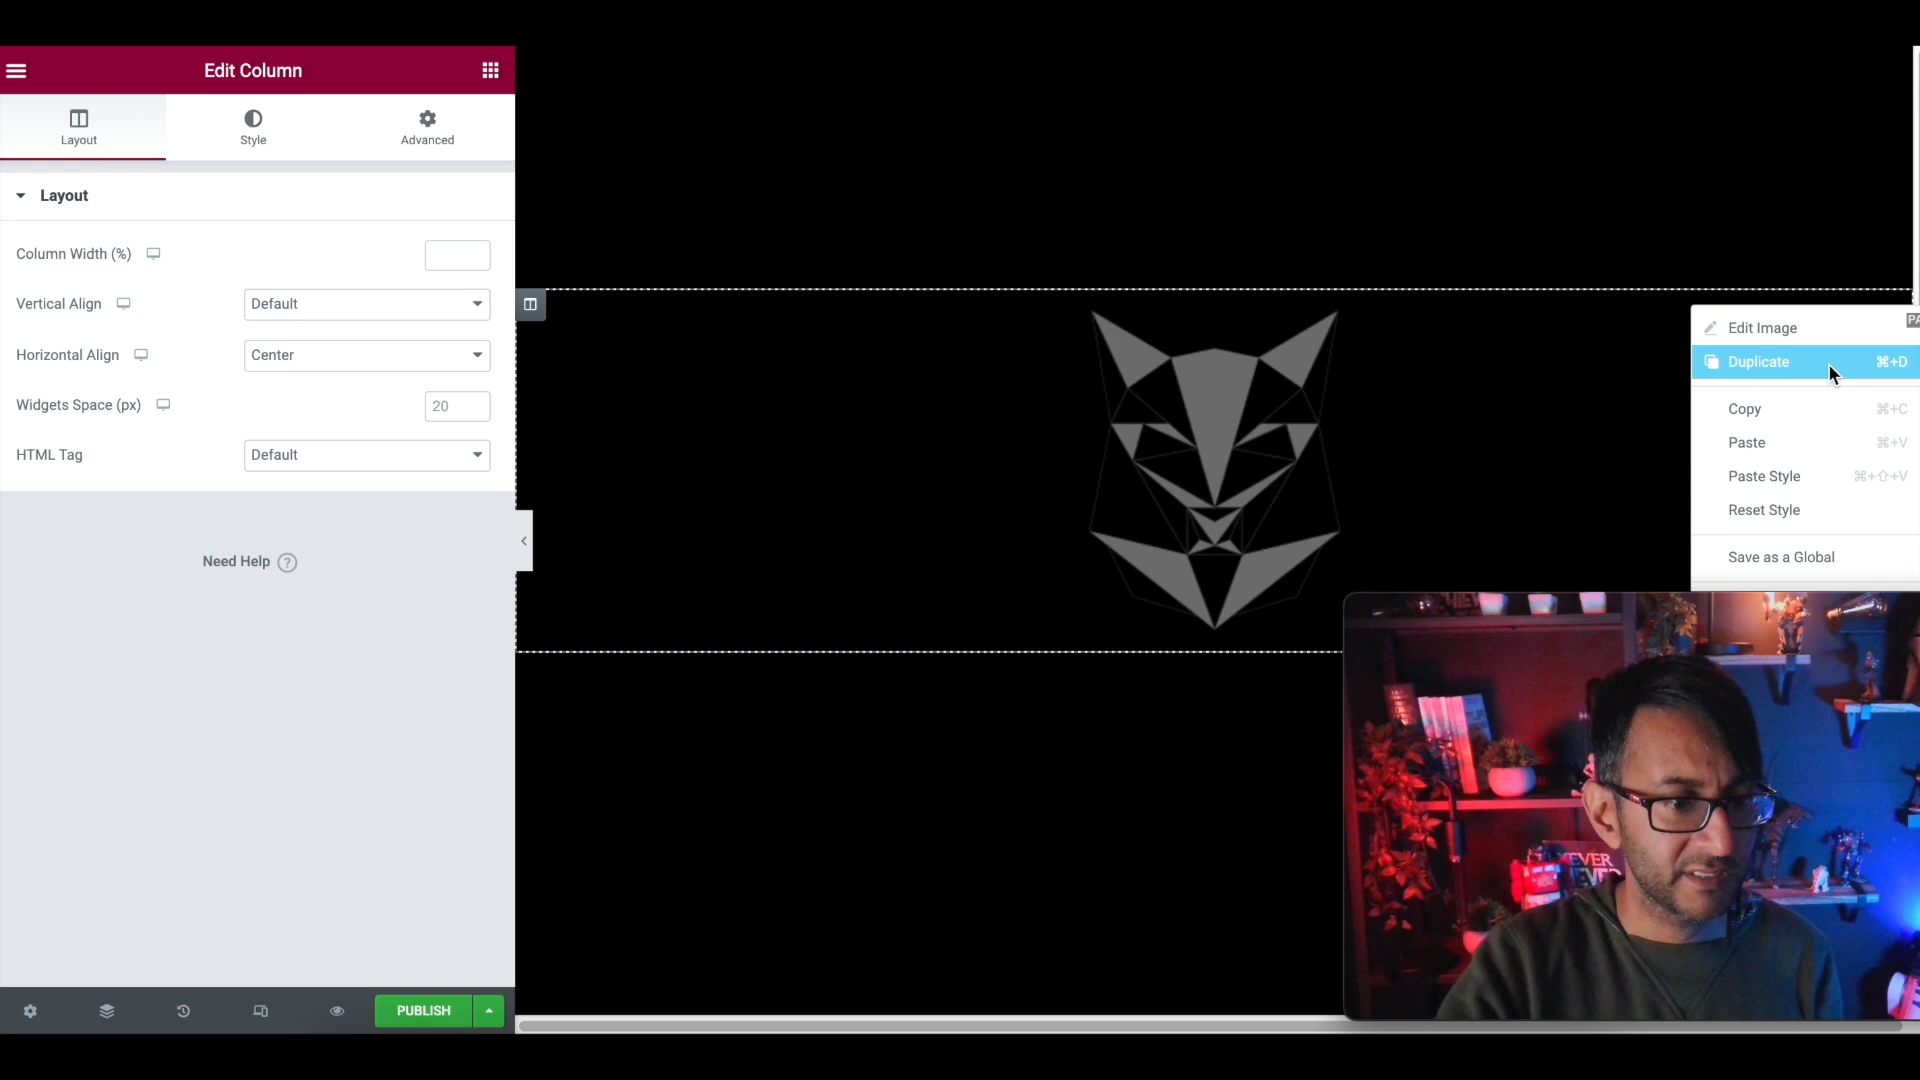 Edit Column
Layout
Style
Advanced
Layout
Column Width (%)
Vertical Align
Default
Horizontal Align
Center
Widgets Space (px)
20
HTML Tag
Default
Need Help ?
PUBLISH
Edit Image
Duplicate ⌘+D
Copy ⌘+C
Paste ⌘+V
Paste Style ⌘+⇧+V
Reset Style
Save as a Global